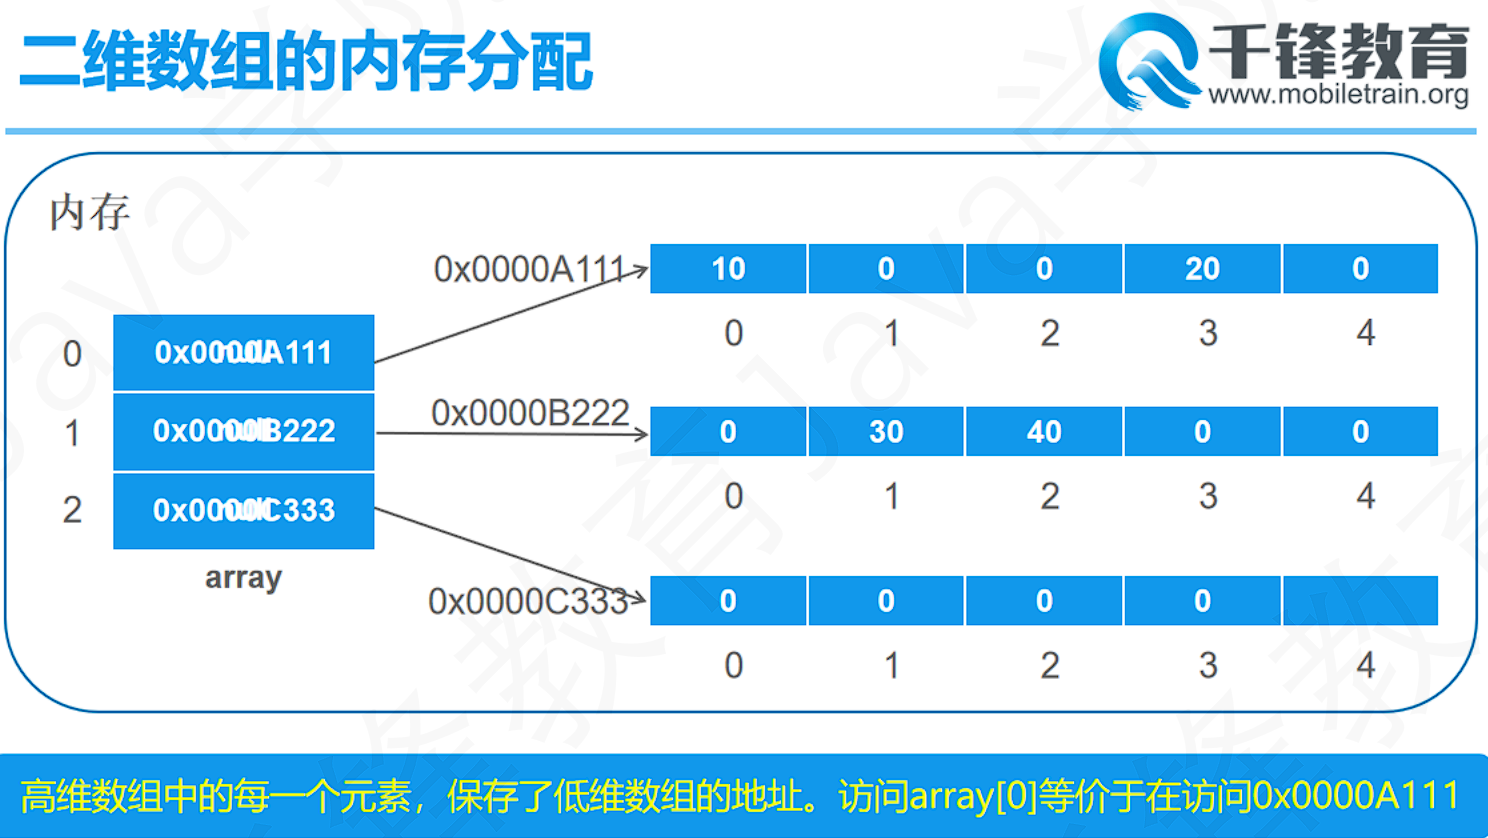 二维数组的内存分配
千锋教育
www.mobiletrain.org
内存
0x0000A111
10 0 0 20 0
0 1 2 3 4
0 0x0000A111
null
0x0000B222
0 30 40 0 0
1 0x0000B222
null
0 1 2 3 4
2 0x0000C333
null
array
0x0000C333
0 0 0 0
0 1 2 3 4
高维数组中的每一个元素，保存了低维数组的地址。访问array[0]等价于在访问0x0000A111